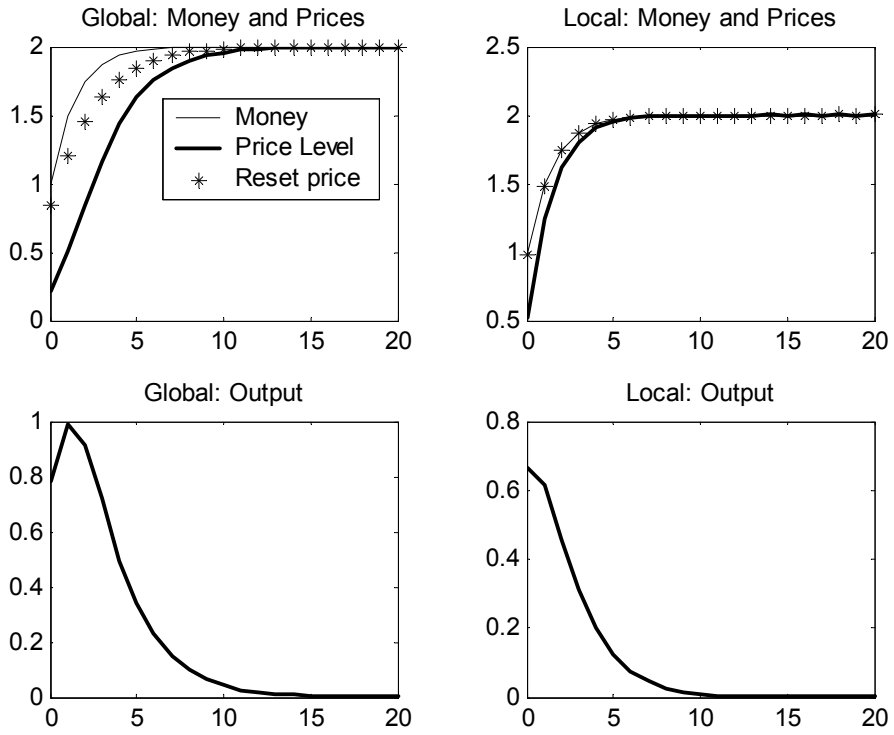 Global: Money and Prices
2
1.5
1
0.5
0
0 5 10 15 20
Money
Price Level
Reset price
Local: Money and Prices
2.5
2
1.5
1
0.5
0 5 10 15 20
Global: Output
1
0.8
0.6
0.4
0.2
0
0 5 10 15 20
Local: Output
0.8
0.6
0.4
0.2
0
0 5 10 15 20